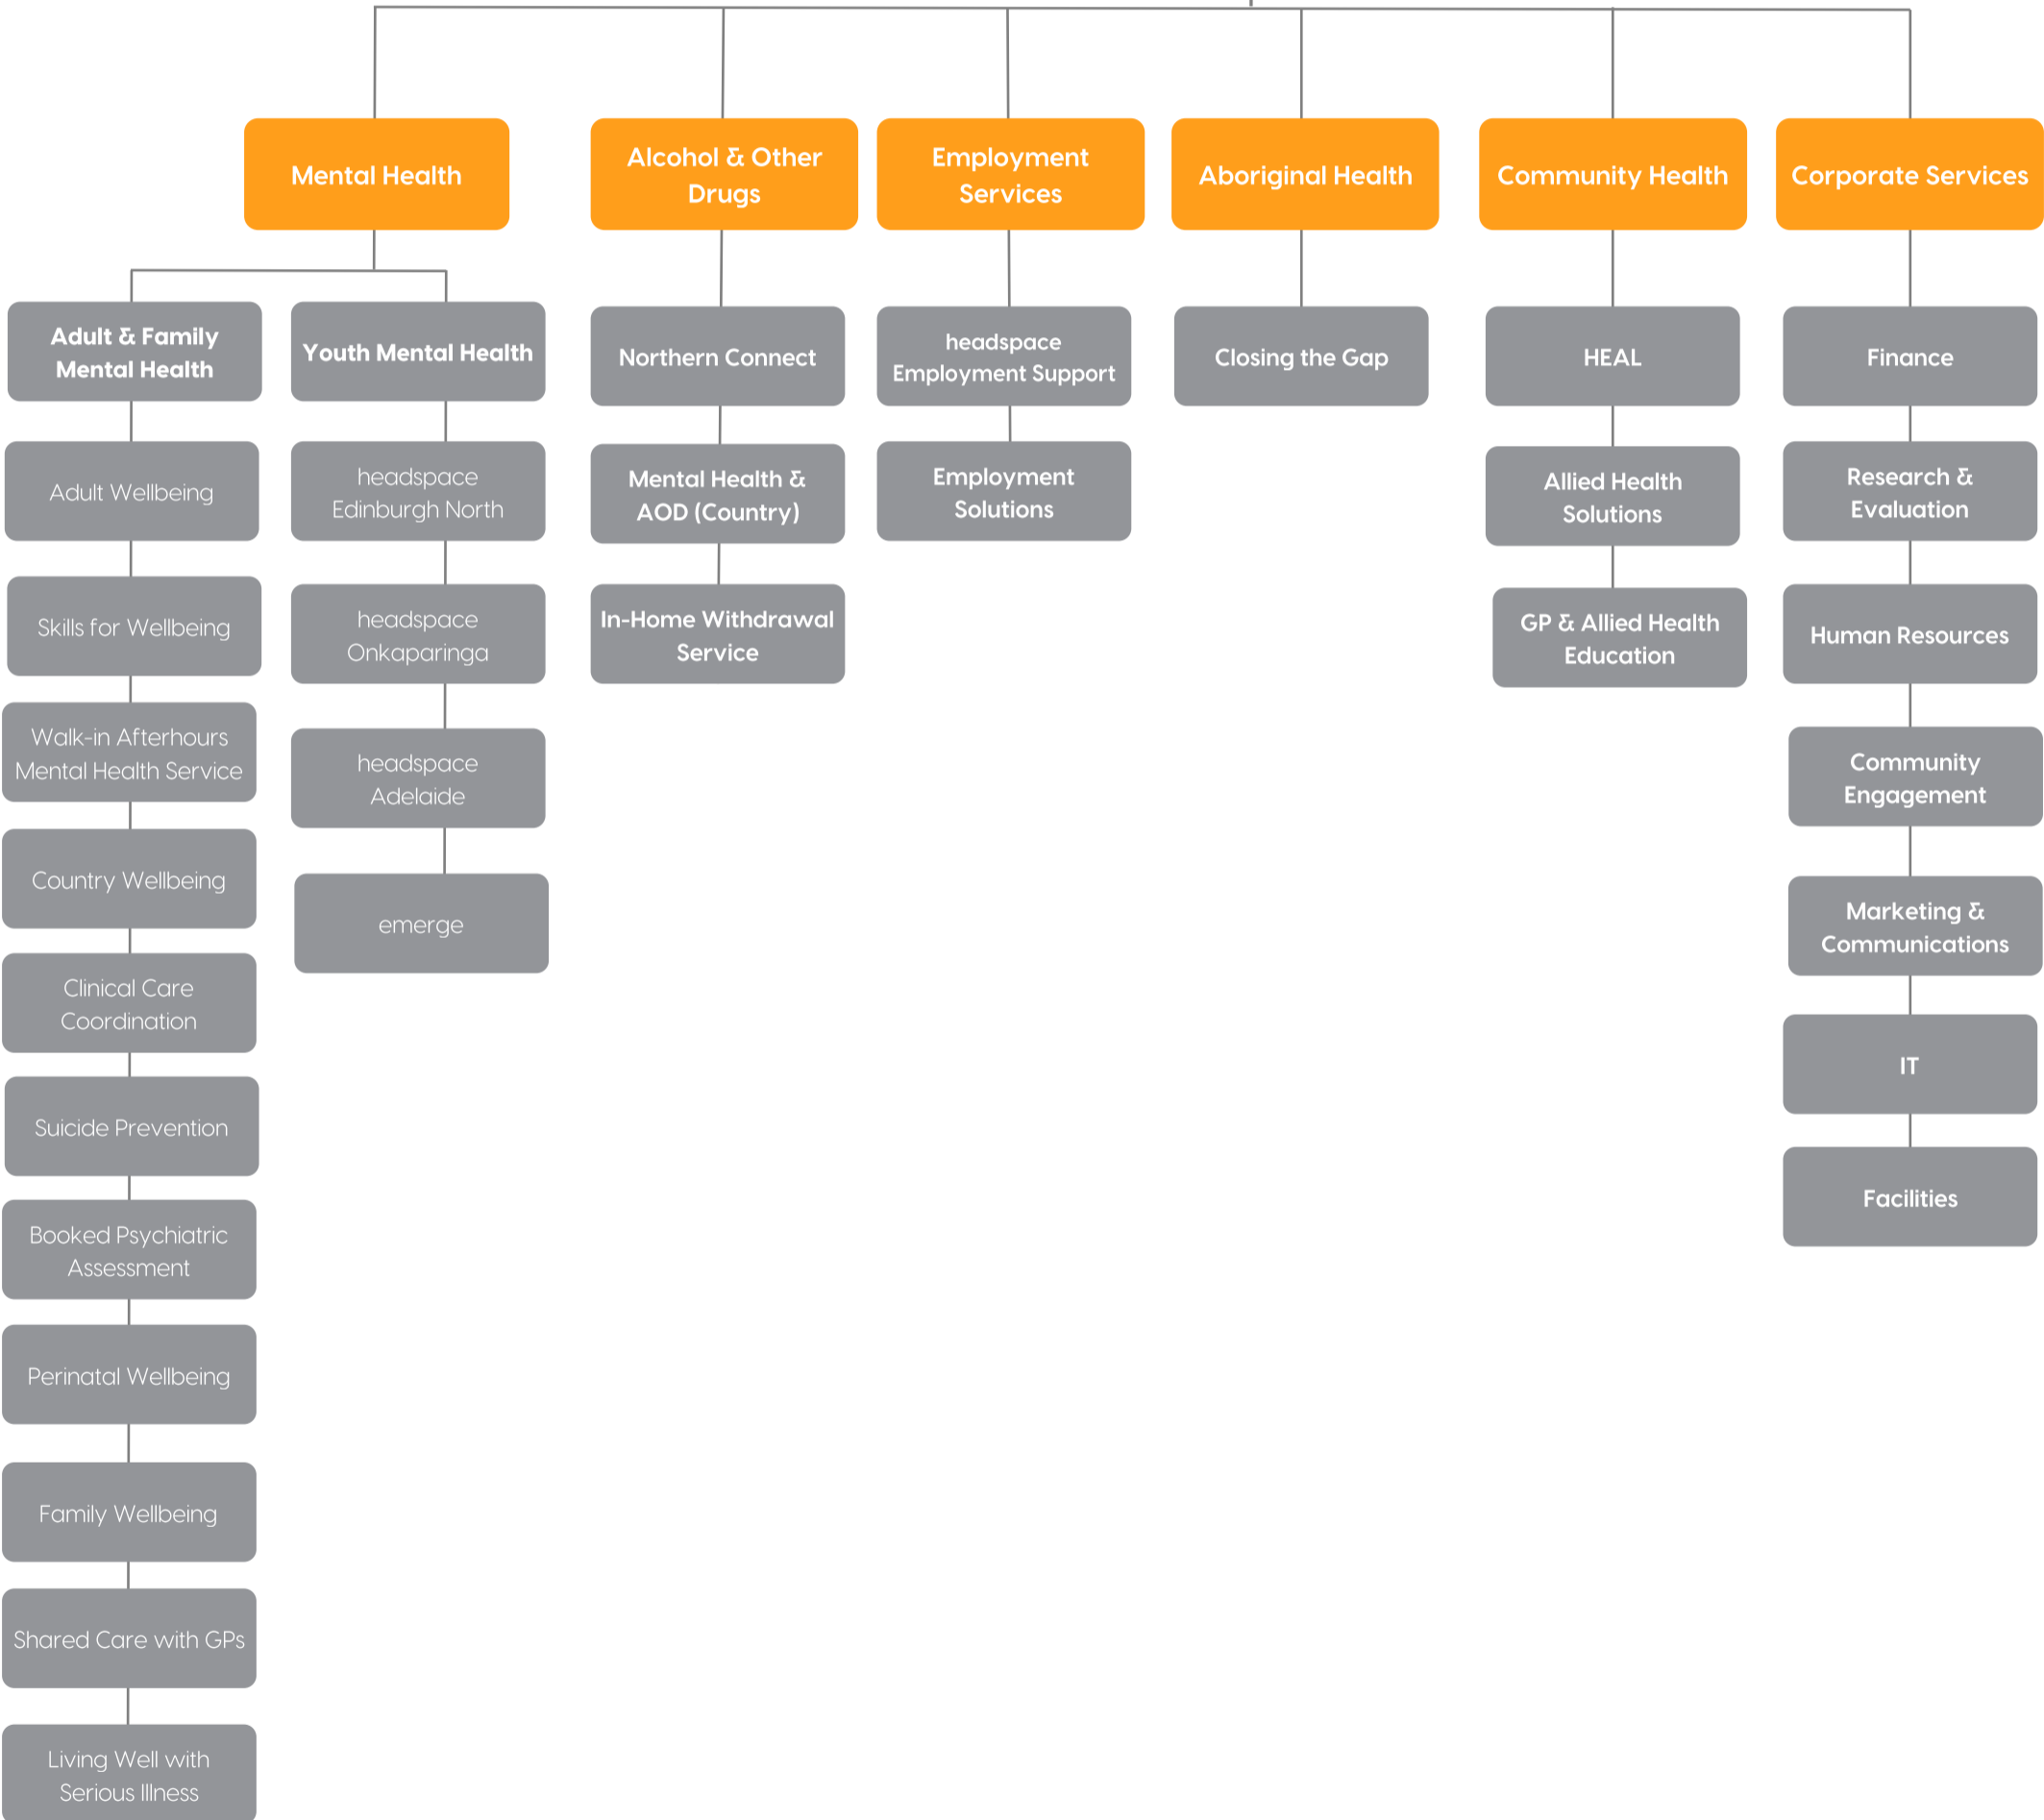 Mental Health
Alcohol & Other
Drugs
Employment
Services
Aboriginal Health
Community Health
Corporate Services
Adult & Family
Mental Health
Adult Wellbeing
Skills for Wellbeing
Walk-in Afterhours
Mental Health Service
Country Wellbeing
Clinical Care
Coordination
Suicide Prevention
Booked Psychiatric
Assessment
Perinatal Wellbeing
Family Wellbeing
Shared Care with GPs
Living Well with
Serious Illness
Youth Mental Health
headspace
Edinburgh North
headspace
Onkaparinga
headspace
Adelaide
emerge
Northern Connect
Mental Health &
AOD (Country)
In-Home Withdrawal
Service
headspace
Employment Support
Employment
Solutions
Closing the Gap
HEAL
Allied Health
Solutions
GP & Allied Health
Education
Finance
Research &
Evaluation
Human Resources
Community
Engagement
Marketing &
Communications
IT
Facilities